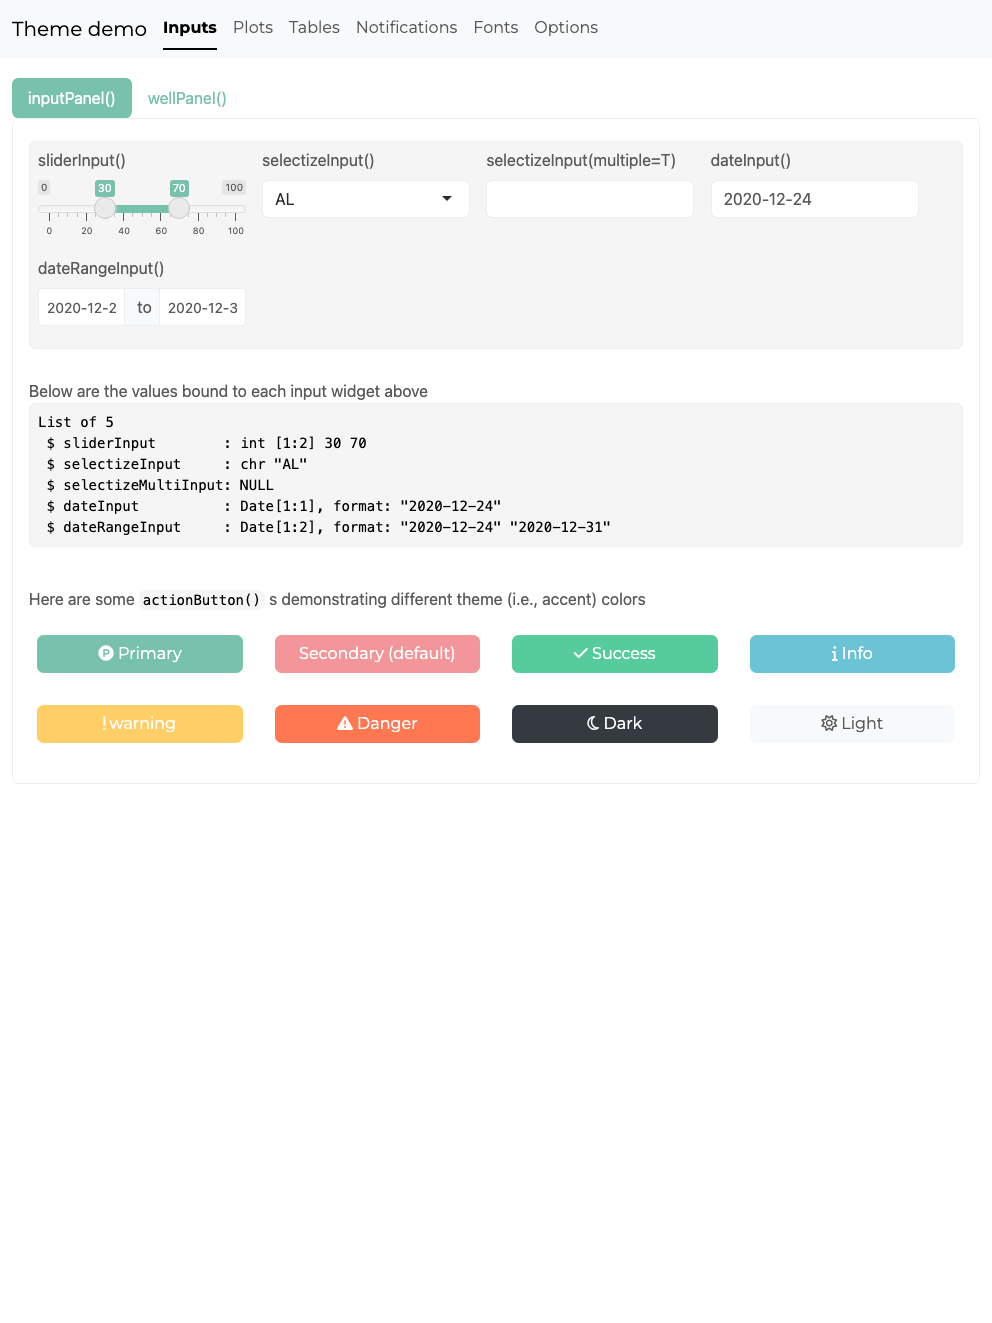 Theme demo Inputs Plots Tables Notifications Fonts Options
inputPanel() wellPanel()
sliderInput() selectizeInput() selectizeInput(multiple=T) dateInput()
0 30 70 100
AL 2020-12-24
0 20 40 60 80 100
dateRangeInput()
2020-12-2 to 2020-12-3
Below are the values bound to each input widget above
List of 5
$ sliderInput : int [1:2] 30 70
$ selectizeInput : chr "AL"
$ selectizeMultiInput: NULL
$ dateInput : Date[1:1], format: "2020-12-24"
$ dateRangeInput : Date[1:2], format: "2020-12-24" "2020-12-31"
Here are some actionButton() s demonstrating different theme (i.e., accent) colors
P Primary Secondary (default) Success i Info
! warning Danger Dark Light